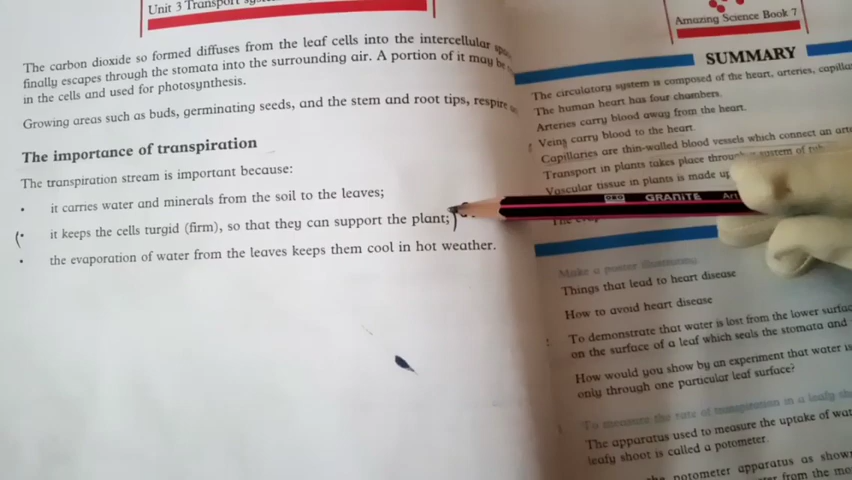 Unit 3 Transport
The carbon dioxide so formed diffuses from the leaf cells into the intercellular
finally escapes through the stomata into the surrounding air. A portion of it may be
in the cells and used for photosynthesis.
Growing areas such as buds, germinating seeds, and the stem and root tips, respire
The importance of transpiration
The transpiration stream is important because:
• it carries water and minerals from the soil to the leaves;
(• it keeps the cells turgid (firm), so that they can support the plant;)
• the evaporation of water from the leaves keeps them cool in hot weather.
Amazing Science Book 7
SUMMARY
The circulatory system is composed of the heart, arteries,
The human heart has four chambers.
Arteries carry blood away from the heart.
Veins carry blood to the heart.
Capillaries are thin-walled blood vessels which connect an
Transport in plants takes place through a system of
Vascular tissue in plants is made up
GRANITE
Make a poster illustrating
Things that lead to heart disease
How to avoid heart disease
To demonstrate that water is lost from the lower
on the surface of a leaf which seals the stomata and
How would you show by an experiment that water
only through one particular leaf surface?
To measure the rate of transpiration in a leafy
The apparatus used to measure the uptake of
leafy shoot is called a potometer.
potometer apparatus as
from the